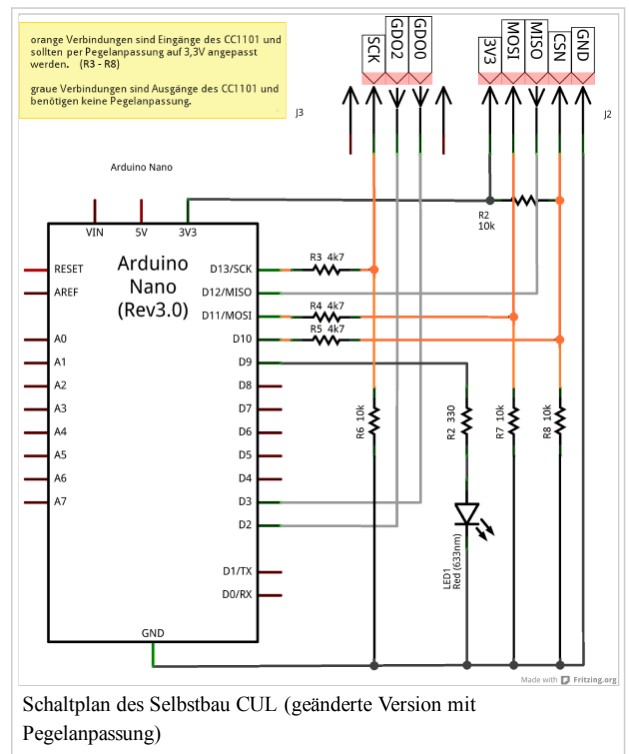 orange Verbindungen sind Eingänge des CC1101 und
sollten per Pegelanpassung auf 3,3V angepasst
werden. (R3 - R8)
graue Verbindungen sind Ausgänge des CC1101 und
benötigen keine Pegelanpassung.
SCK
GDO2
GDO0
3V3
MOSI
MISO
CSN
GND
J3
J2
Arduino Nano
VIN
5V
3V3
R2
10k
Arduino
Nano
(Rev3.0)
RESET
AREF
A0
A1
A2
A3
A4
A5
A6
A7
D13/SCK
D12/MISO
D11/MOSI
D10
D9
D8
D7
D6
D5
D4
D3
D2
D1/TX
D0/RX
GND
R3 4k7
R4 4k7
R5 4k7
R6 10k
R2 330
R7 10k
R8 10k
LED1
Red (633nm)
Made with Fritzing.org
Schaltplan des Selbstbau CUL (geänderte Version mit
Pegelanpassung)